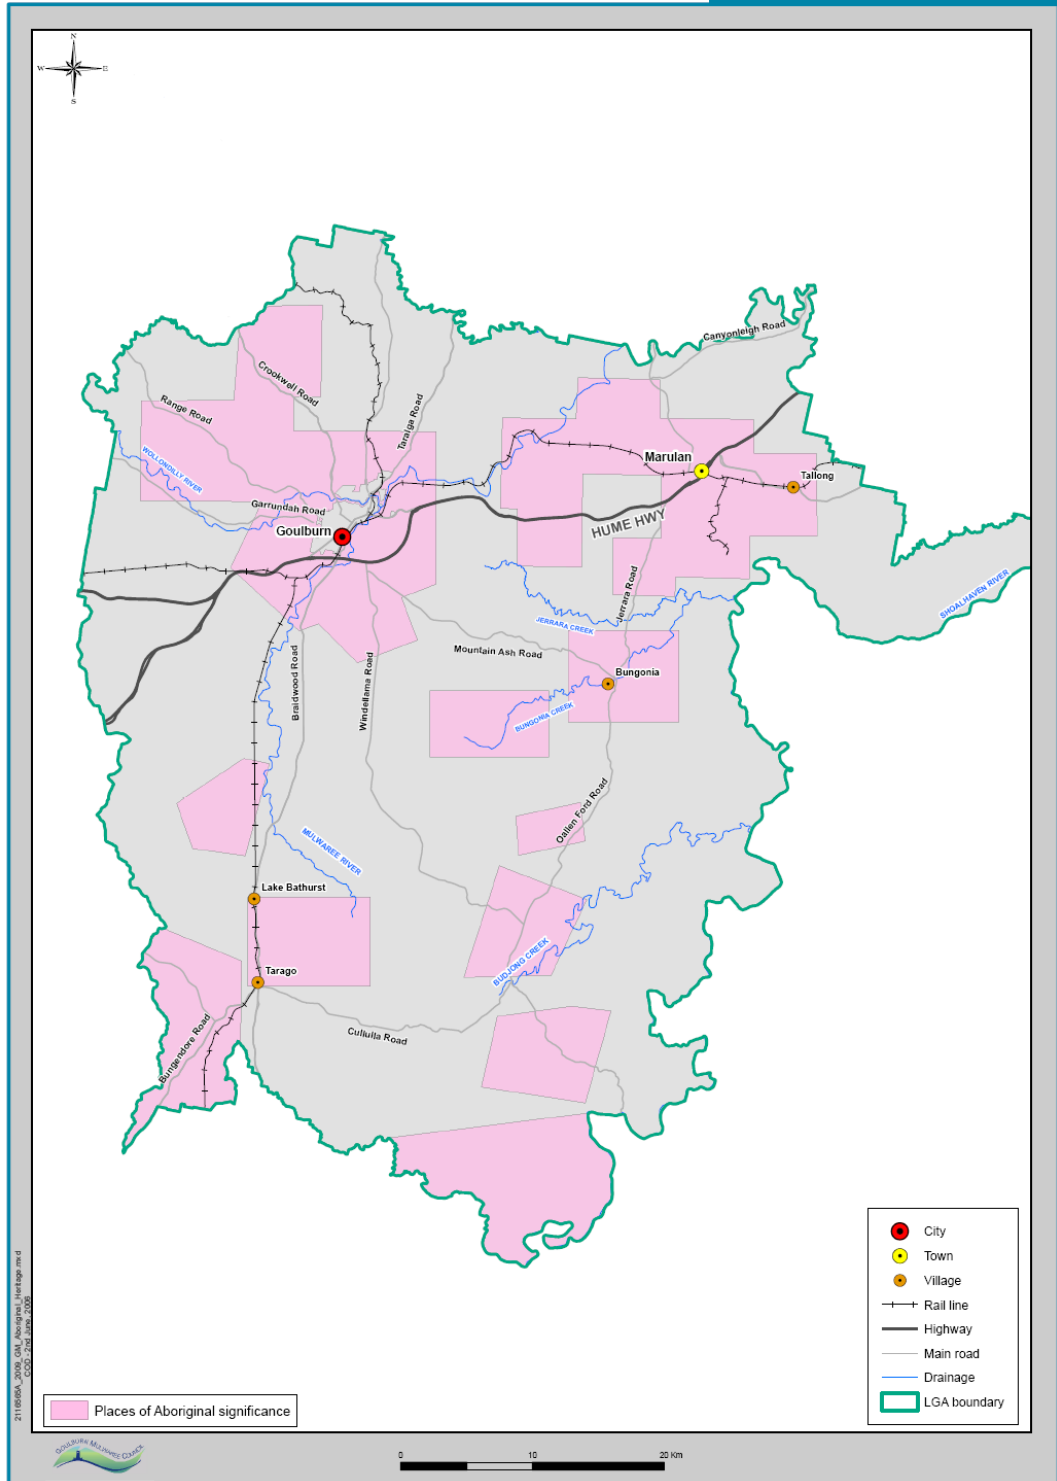 N
W E
S
Canyonleigh Road
Crookwell Road
Range Road
Taralga Road
WOLLONDILLY RIVER
Marulan
Tallong
Garrundah Road
Goulburn
HUME HWY
SHOALHAVEN RIVER
Jerrara Road
JERRARA CREEK
Mountain Ash Road
Braidwood Road
Windellama Road
Bungonia
BUNGONIA CREEK
Oallen Ford Road
MULWAREE RIVER
Lake Bathurst
BUDJONG CREEK
Tarago
Cullulla Road
Bungendore Road
City
Town
Village
Rail line
Highway
Main road
Drainage
LGA boundary
Places of Aboriginal significance
GOULBURN MULWAREE COUNCIL
0 10 20 Km